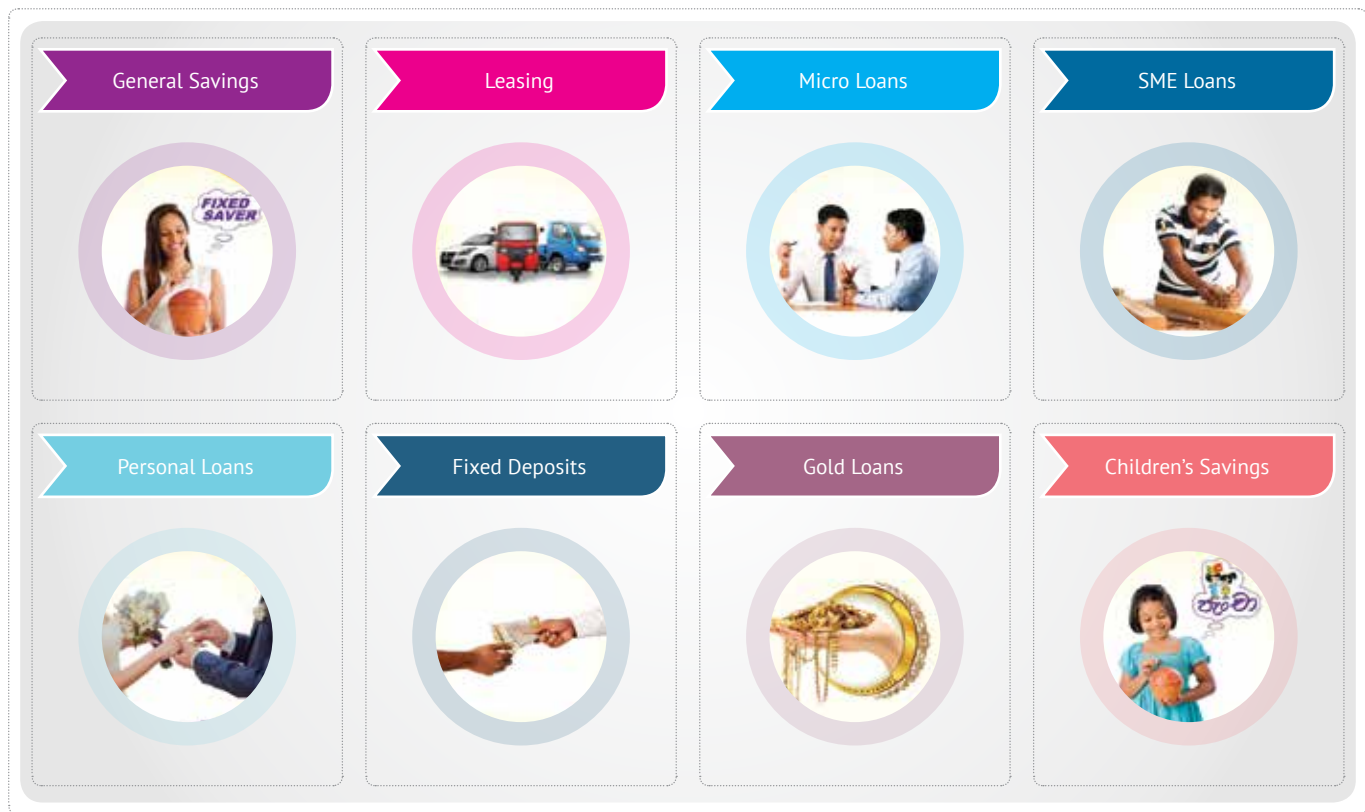 General Savings
Leasing
Micro Loans
SME Loans
FIXED
SAVER
Personal Loans
Fixed Deposits
Gold Loans
Children's Savings
පැංචා